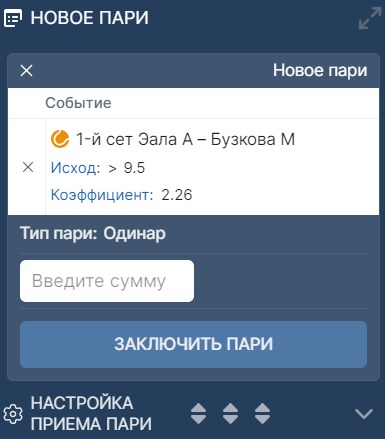 НОВОЕ ПАРИ
Новое пари
Событие
1-й сет Эала А – Бузкова М
Исход: > 9.5
Коэффициент: 2.26
Тип пари: Одинар
Введите сумму
ЗАКЛЮЧИТЬ ПАРИ
НАСТРОЙКА
ПРИЕМА ПАРИ